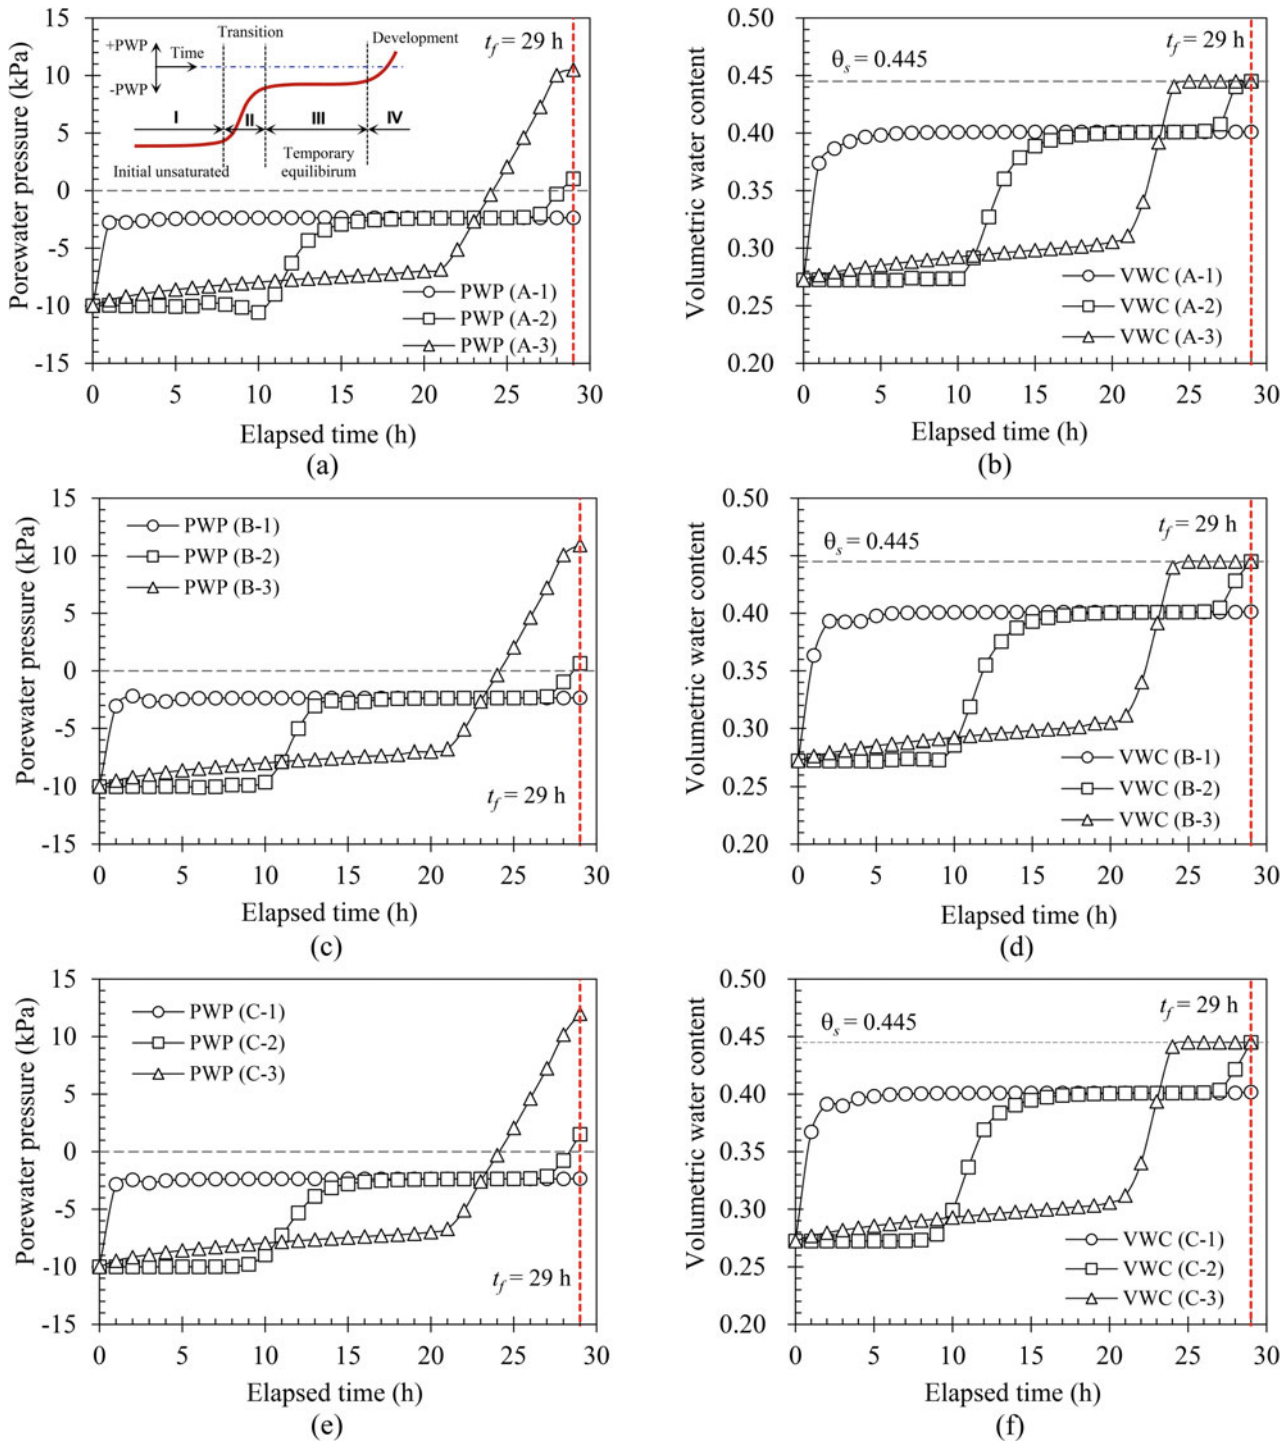 Porewater pressure (kPa)
15
10
5
0
-5
-10
-15
+PWP
-PWP
Time
Transition
Development
I
II
III
IV
Initial unsaturated
Temporary
equilibirum
t_f = 29 h
PWP (A-1)
PWP (A-2)
PWP (A-3)
0 5 10 15 20 25 30
Elapsed time (h)
(a)
Volumetric water content
0.50
0.45
0.40
0.35
0.30
0.25
0.20
θ_s = 0.445
t_f = 29 h
VWC (A-1)
VWC (A-2)
VWC (A-3)
0 5 10 15 20 25 30
Elapsed time (h)
(b)
Porewater pressure (kPa)
15
10
5
0
-5
-10
-15
PWP (B-1)
PWP (B-2)
PWP (B-3)
t_f = 29 h
0 5 10 15 20 25 30
Elapsed time (h)
(c)
Volumetric water content
0.50
0.45
0.40
0.35
0.30
0.25
0.20
θ_s = 0.445
t_f = 29 h
VWC (B-1)
VWC (B-2)
VWC (B-3)
0 5 10 15 20 25 30
Elapsed time (h)
(d)
Porewater pressure (kPa)
15
10
5
0
-5
-10
-15
PWP (C-1)
PWP (C-2)
PWP (C-3)
t_f = 29 h
0 5 10 15 20 25 30
Elapsed time (h)
(e)
Volumetric water content
0.50
0.45
0.40
0.35
0.30
0.25
0.20
θ_s = 0.445
t_f = 29 h
VWC (C-1)
VWC (C-2)
VWC (C-3)
0 5 10 15 20 25 30
Elapsed time (h)
(f)